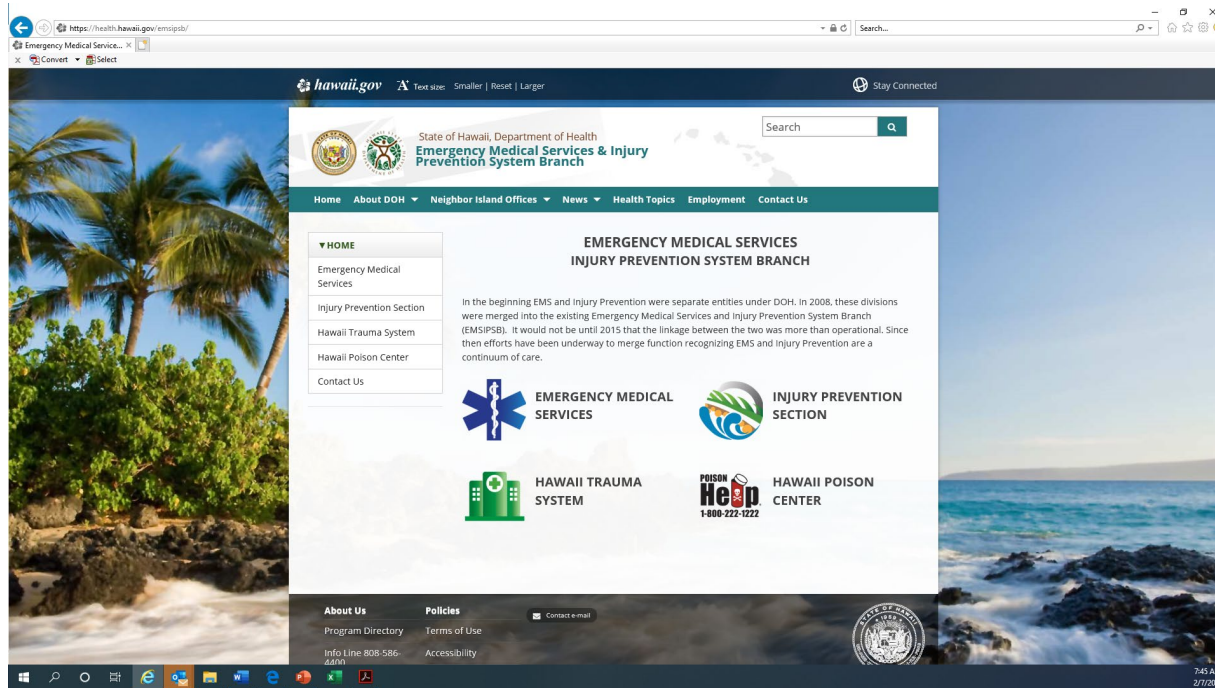 https://health.hawaii.gov/emsipsb/
Search...
Emergency Medical Service...
x Convert Select
hawaii.gov A Text size: Smaller | Reset | Larger
Stay Connected
State of Hawaii, Department of Health
Emergency Medical Services & Injury
Prevention System Branch
Search
Home About DOH Neighbor Island Offices News Health Topics Employment Contact Us
▼HOME
Emergency Medical
Services
Injury Prevention Section
Hawaii Trauma System
Hawaii Poison Center
Contact Us
EMERGENCY MEDICAL SERVICES
INJURY PREVENTION SYSTEM BRANCH
In the beginning EMS and Injury Prevention were separate entities under DOH. In 2008, these divisions
were merged into the existing Emergency Medical Services and Injury Prevention System Branch
(EMSIPSB). It would not be until 2015 that the linkage between the two was more than operational. Since
then efforts have been underway to merge function recognizing EMS and Injury Prevention are a
continuum of care.
EMERGENCY MEDICAL
SERVICES
INJURY PREVENTION
SECTION
HAWAII TRAUMA
SYSTEM
POISON
Help
1-800-222-1222
HAWAII POISON
CENTER
About Us
Program Directory
Info Line 808-586-
4400
Policies
Terms of Use
Accessibility
Contact e-mail
STATE OF HAWAII
1959
7:45 A
2/7/20